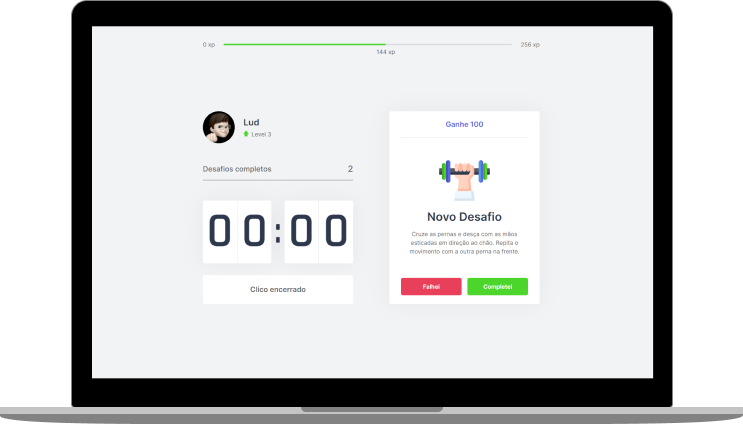 0 xp
144 xp
256 xp
Lud
Level 3
Desafios completos 2
00:00
Clico encerrado
Ganhe 100
Novo Desafio
Cruze as pernas e desça com as mãos
esticadas em direção ao chão. Repita o
movimento com a outra perna na frente.
Falhei
Completei